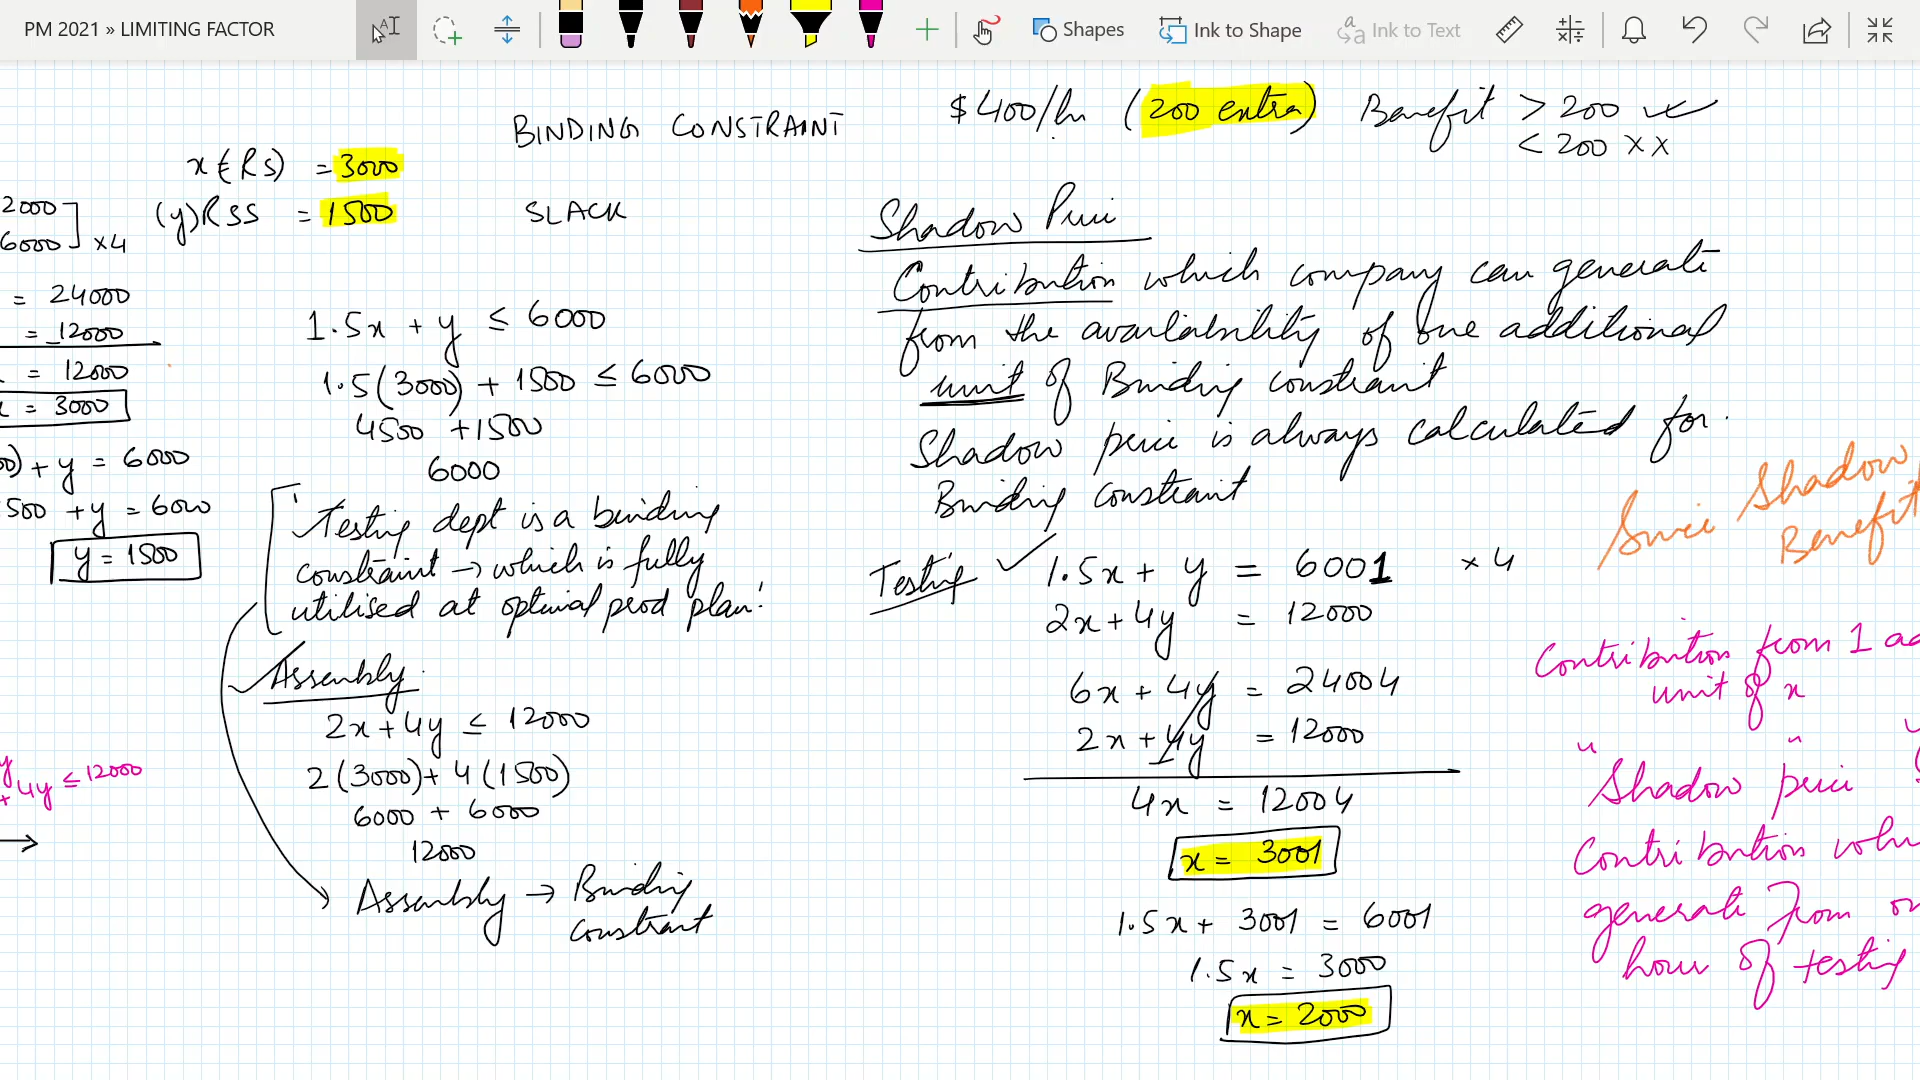 PM 2021 » LIMITING FACTOR
Shapes
Ink to Shape
Ink to Text
BINDING CONSTRAINT
x (RS) = 3000
(y) RSS = 1500
SLACK
2000
6000 ×4
= 24000
= 12000
= 12000
= 3000
+ y = 6000
500 + y = 6000
y = 1500
4y ≤ 12000
1.5x + y ≤ 6000
1.5(3000) + 1500 ≤ 6000
4500 + 1500
6000
Testing dept is a binding
constraint → which is fully
utilised at optimal prod plan!
Assembly
2x + 4y ≤ 12000
2(3000) + 4(1500)
6000 + 6000
12000
Assembly → Binding
constraint
$400/hr (200 extra) Benefit > 200 ✓
< 200 XX
Shadow Price
Contribution which company can generate
from the availability of one additional
unit of Binding constraint
Shadow price is always calculated for
Binding constraint
Testing ✓ 1.5x + y = 6001 ×4
2x + 4y = 12000
6x + 4y = 24004
2x + 4y = 12000
4x = 12004
x = 3001
1.5x + 3001 = 6001
1.5x = 3000
x = 2000
Since Shadow
Benefit
Contribution from 1
unit of x
" "
Shadow price
Contribution
generate from
hour of testing